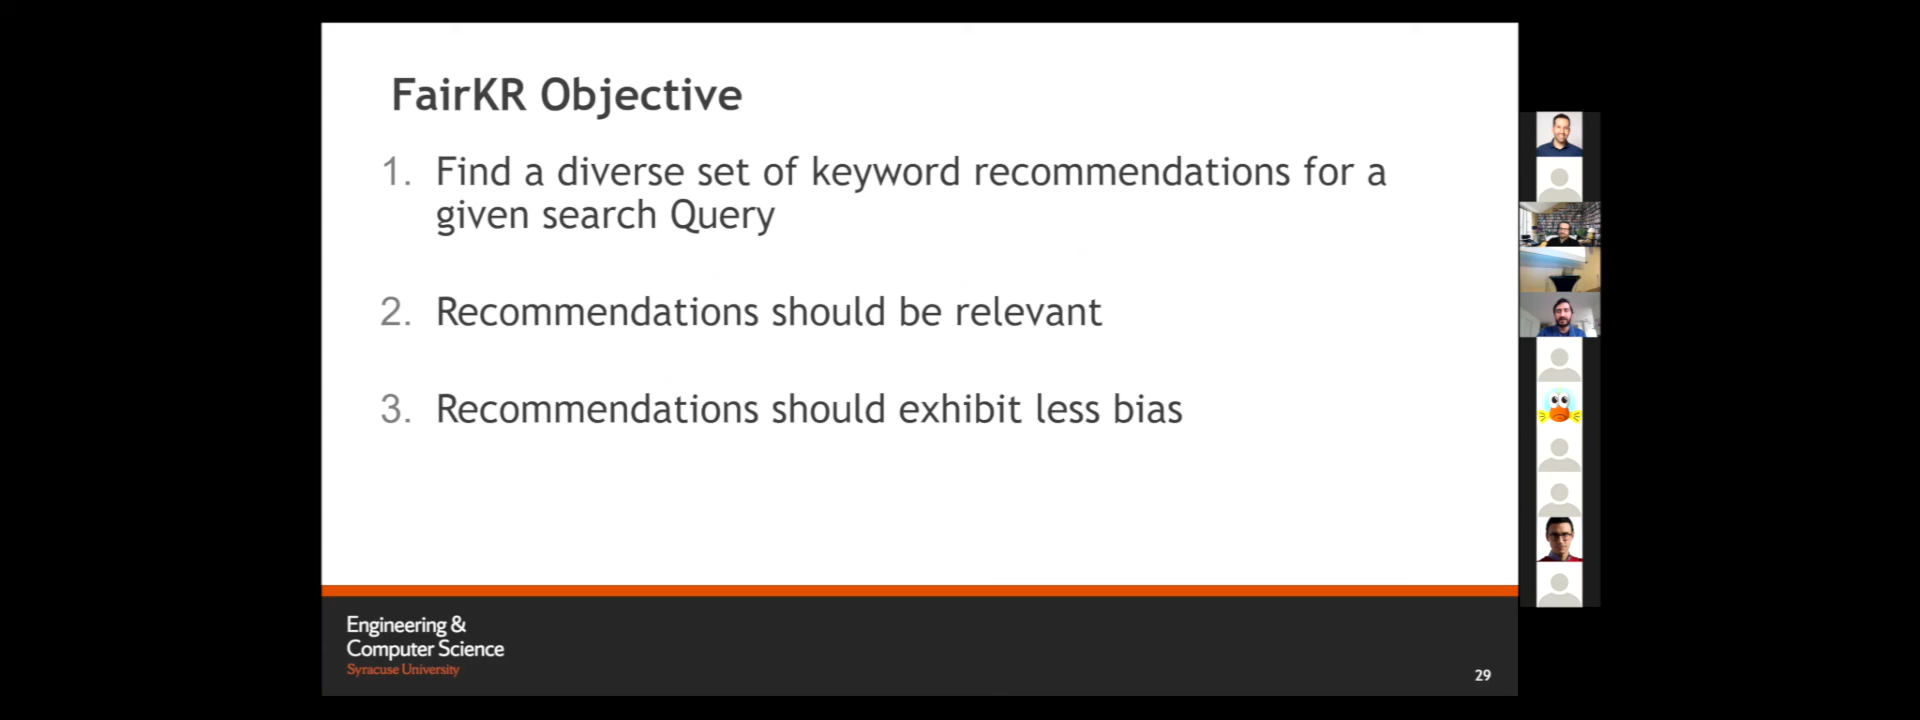 FairKR Objective
1. Find a diverse set of keyword recommendations for a
given search Query
2. Recommendations should be relevant
3. Recommendations should exhibit less bias
Engineering &
Computer Science
Syracuse University
29